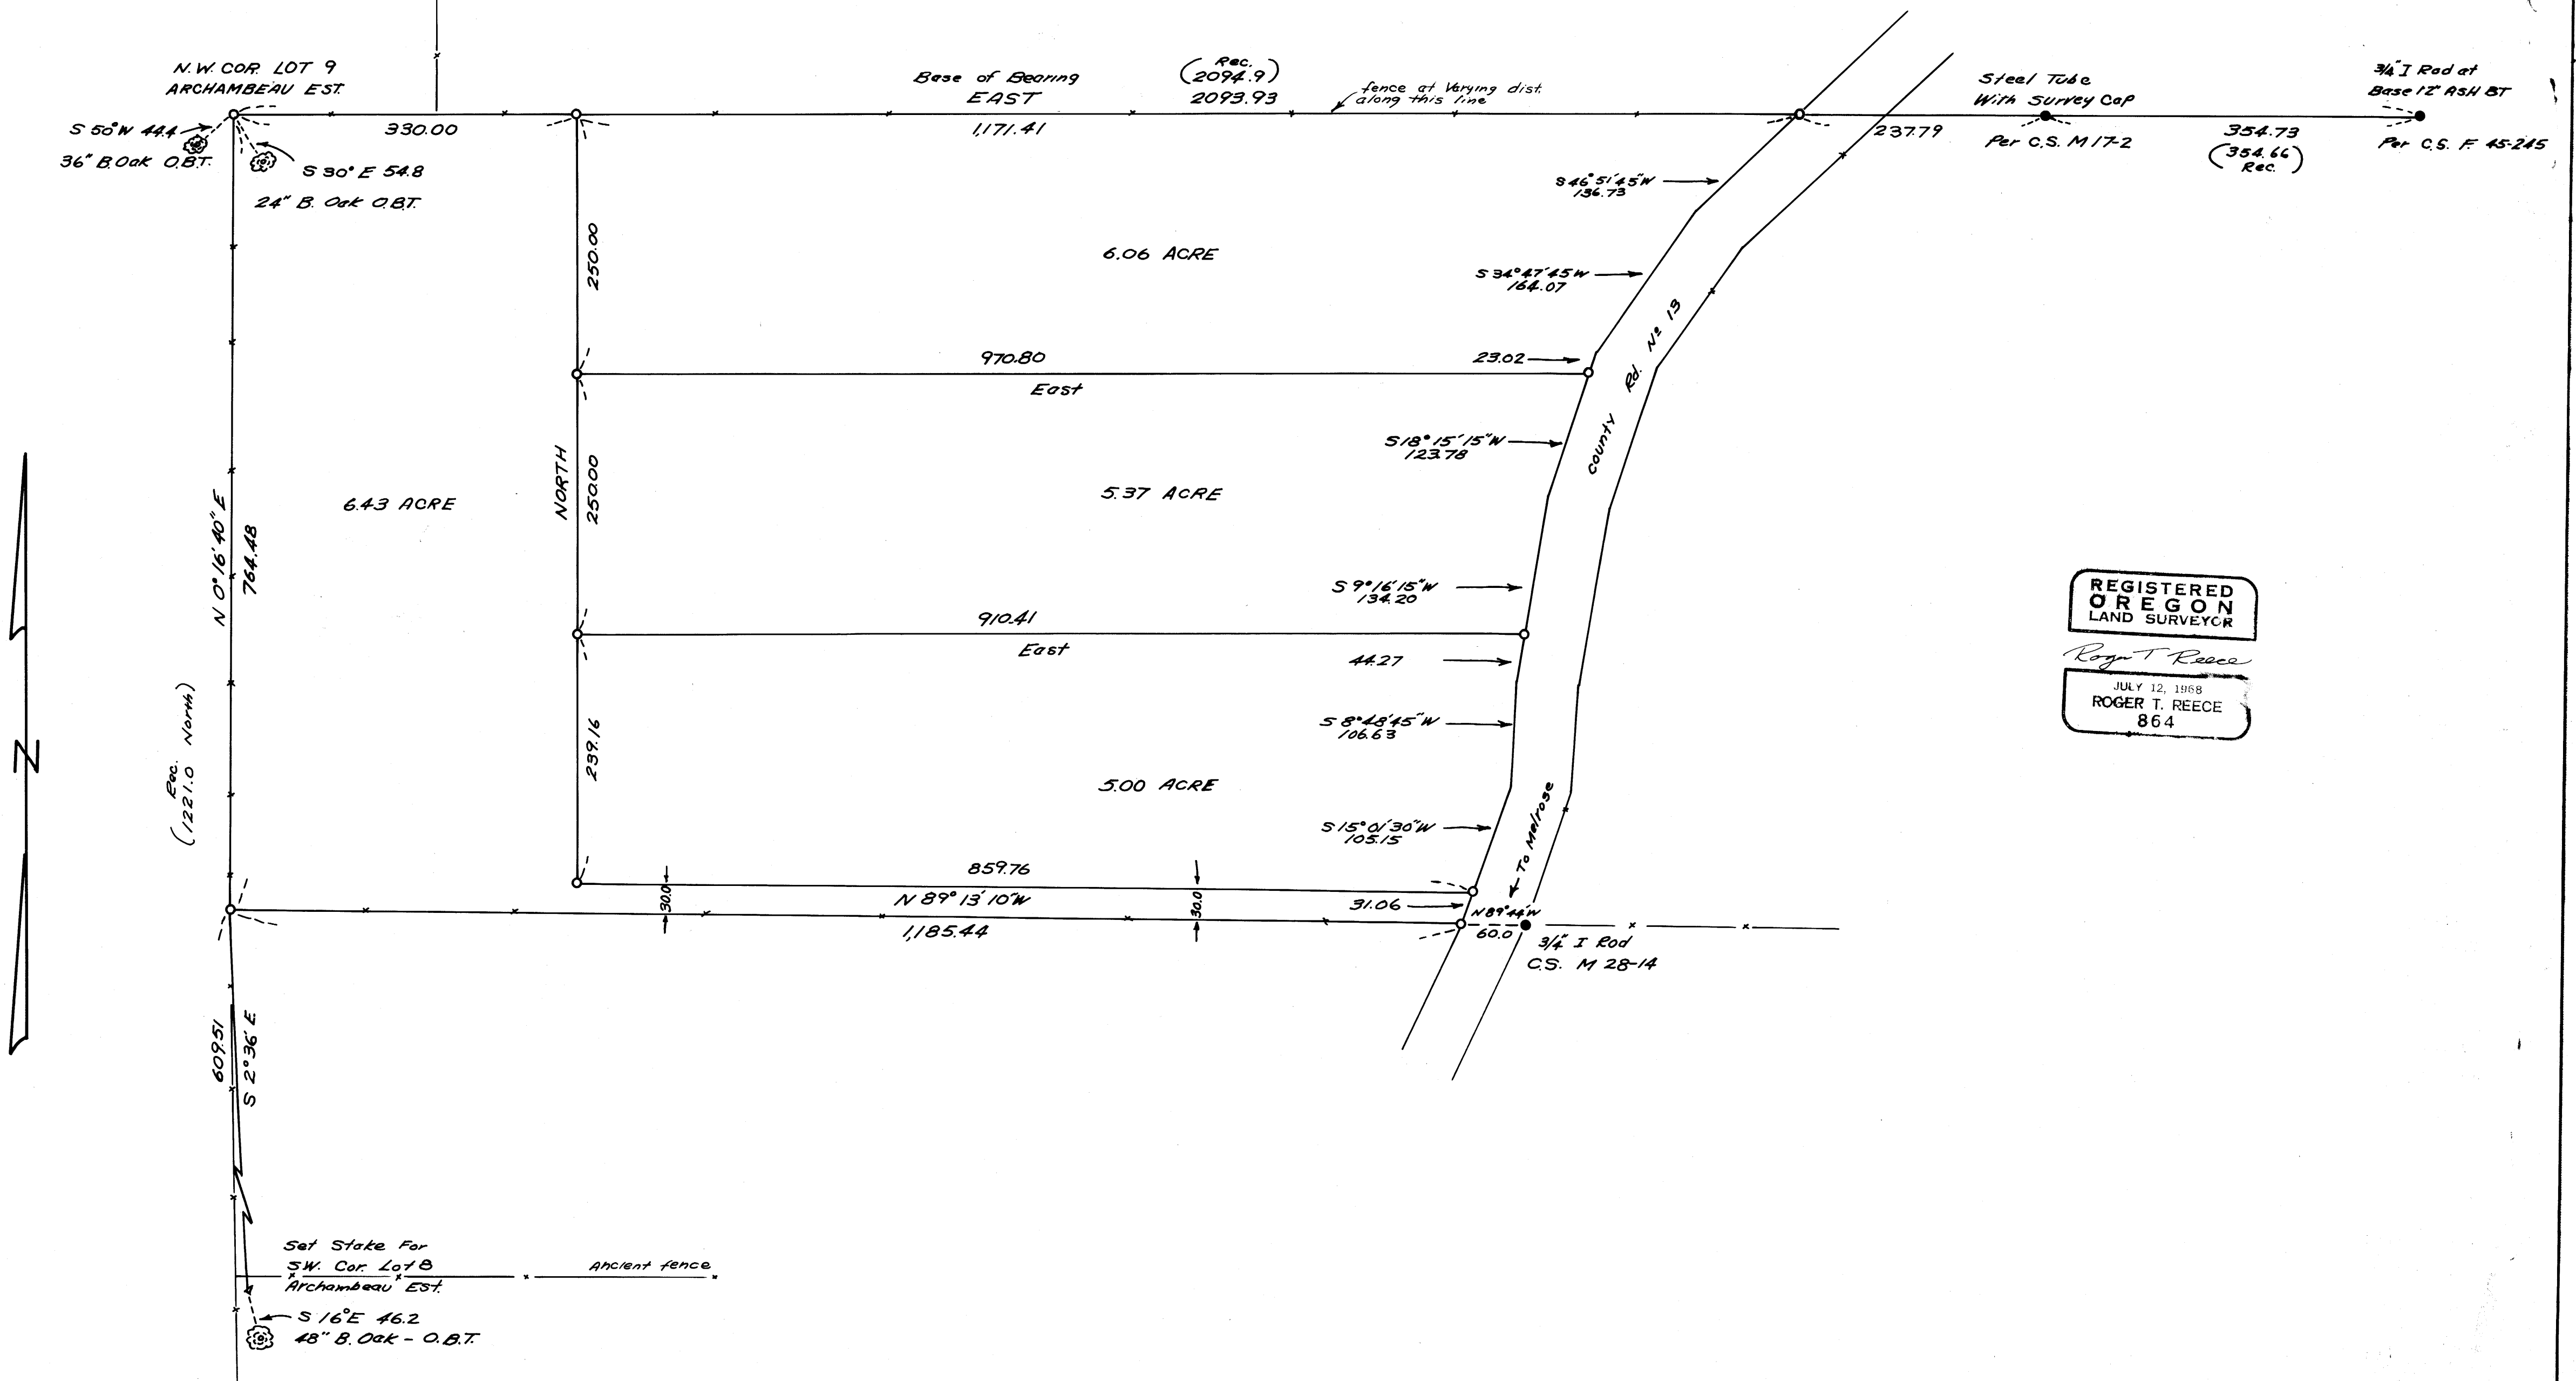 N.W. COR. LOT 9
ARCHAMBEAU EST.
S 50° W 44.4
36" B. Oak O.B.T.
S 30° E 54.8
24" B. Oak O.B.T.
330.00
Base of Bearing
EAST
Rec.
(2094.9)
2093.93
1,171.41
fence at Varying dist.
along this line
237.79
Steel Tube
With Survey Cap
Per C.S. M 17-2
354.73
(354.66)
Rec.
3/4" I Rod at
Base 12" ASH BT
Per C.S. F 45-245
S 46° 51' 45" W
136.73
250.00
6.06 ACRE
S 34° 47' 45 W
164.07
970.80
East
23.02
County Rd. No 13
S 18° 15' 15" W
123.78
NORTH
250.00
5.37 ACRE
6.43 ACRE
N 0° 16' 40" E
764.48
S 9° 16' 15" W
134.20
910.41
East
44.27
REGISTERED
OREGON
LAND SURVEYOR
Roger T Reece
JULY 12, 1968
ROGER T. REECE
864
Rec.
(1221.0 North)
N
239.16
S 8° 48' 45" W
106.63
5.00 ACRE
S 15° 01' 30" W
105.15
To Melrose
859.76
30.0
N 89° 13' 10" W
30.0
31.06
N 89° 44' W
60.0
1,185.44
3/4" I Rod
C.S. M 28-14
609.51
S 2° 36' E
Set Stake For
S.W. Cor. Lot 8
Archambeau Est.
Ancient fence
S 16° E 46.2
48" B. Oak - O.B.T.